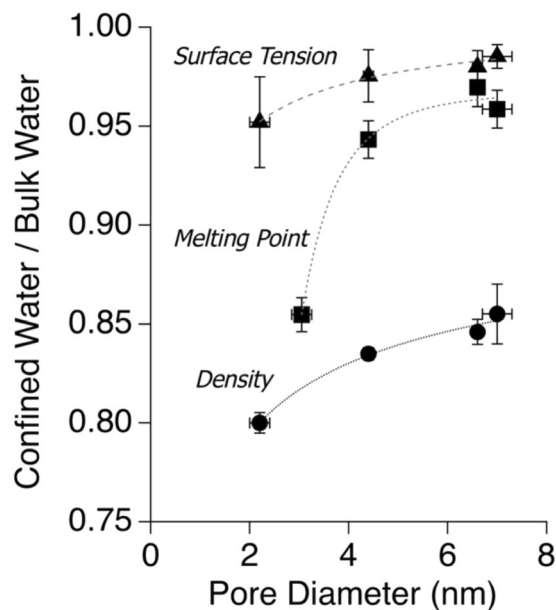 1.00
0.95
0.90
0.85
0.80
0.75
Confined Water / Bulk Water
Surface Tension
Melting Point
Density
0 2 4 6 8
Pore Diameter (nm)